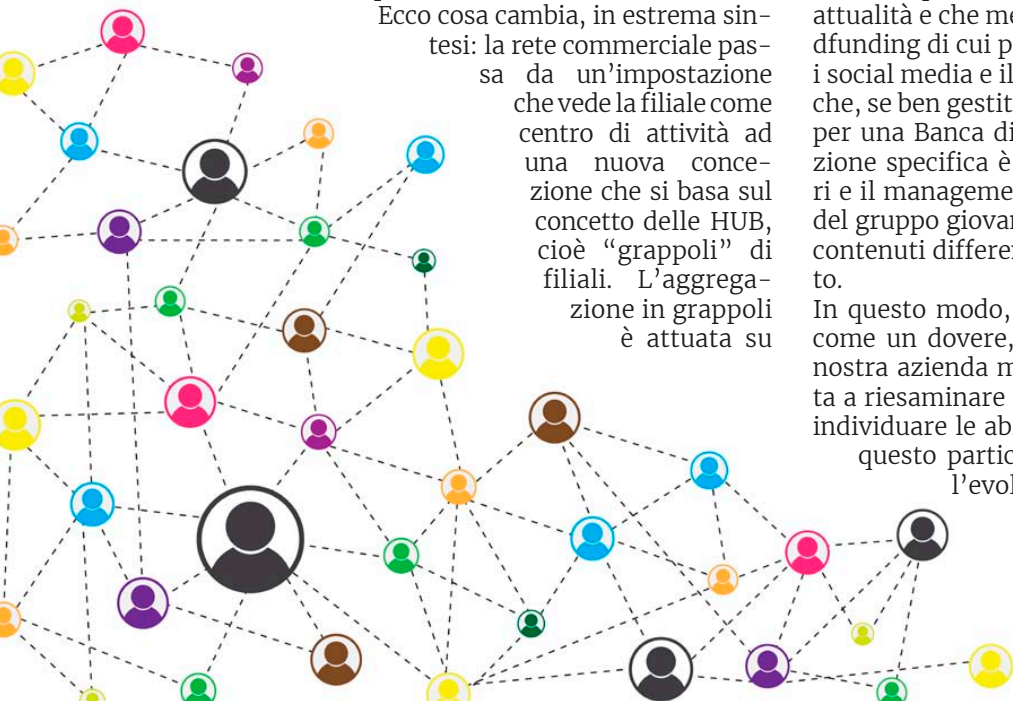 Ecco cosa cambia, in estrema sin-
tesi: la rete commerciale pas-
sa da un'impostazione
che vede la filiale come
centro di attività ad
una nuova conce-
zione che si basa sul
concetto delle HUB,
cioè “grappoli” di
filiali. L'aggrega-
zione in grappoli
è attuata su
attualità e che me
dfunding di cui p
i social media e il
che, se ben gestit
per una Banca di
zione specifica è
ri e il manageme
del gruppo giovar
contenuti differe
to.
In questo modo,
come un dovere,
nostra azienda m
ta a riesaminare
individuare le ab
questo partic
l'evol